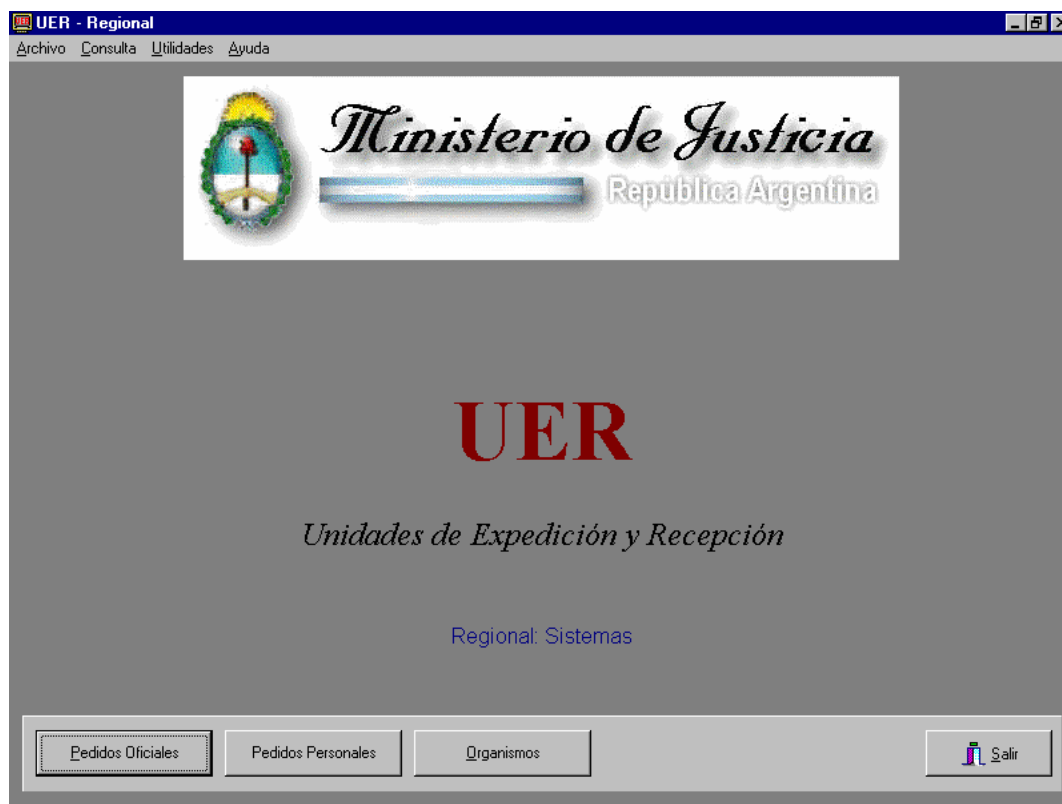 UER - Regional
Archivo Consulta Utilidades Ayuda
Ministerio de Justicia
República Argentina
UER
Unidades de Expedición y Recepción
Regional: Sistemas
Pedidos Oficiales Pedidos Personales Organismos Salir